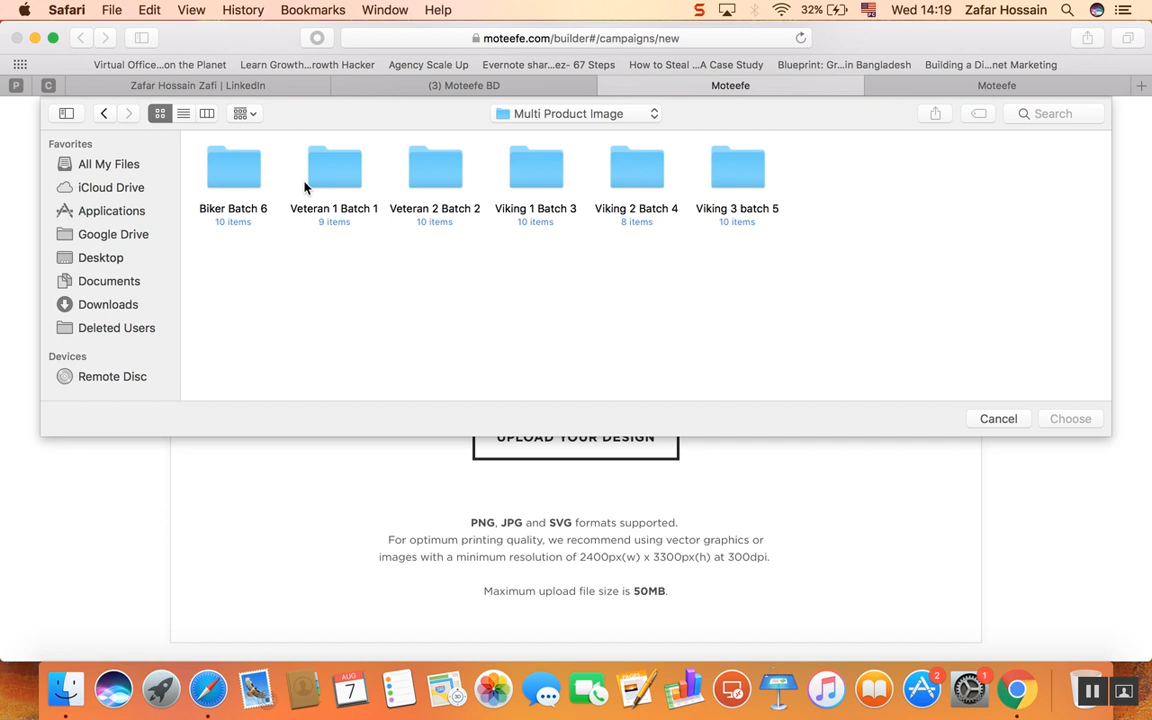 Safari File Edit View History Bookmarks Window Help S 32% Wed 14:19 Zafar Hossain
moteefe.com/builder#/campaigns/new
Virtual Office...on the Planet Learn Growth...rowth Hacker Agency Scale Up Evernote shar...ez- 67 Steps How to Steal ...A Case Study Blueprint: Gr...in Bangladesh Building a Di...net Marketing
P C Zafar Hossain Zafi | LinkedIn (3) Moteefe BD Moteefe Moteefe
Multi Product Image Search
Favorites
All My Files
iCloud Drive
Applications
Google Drive
Desktop
Documents
Downloads
Deleted Users
Devices
Remote Disc
Biker Batch 6 Veteran 1 Batch 1 Veteran 2 Batch 2 Viking 1 Batch 3 Viking 2 Batch 4 Viking 3 batch 5
10 items 9 items 10 items 10 items 8 items 10 items
Cancel Choose
UPLOAD YOUR DESIGN
PNG, JPG and SVG formats supported.
For optimum printing quality, we recommend using vector graphics or
images with a minimum resolution of 2400px(w) x 3300px(h) at 300dpi.
Maximum upload file size is 50MB.
AUG
7
2
1